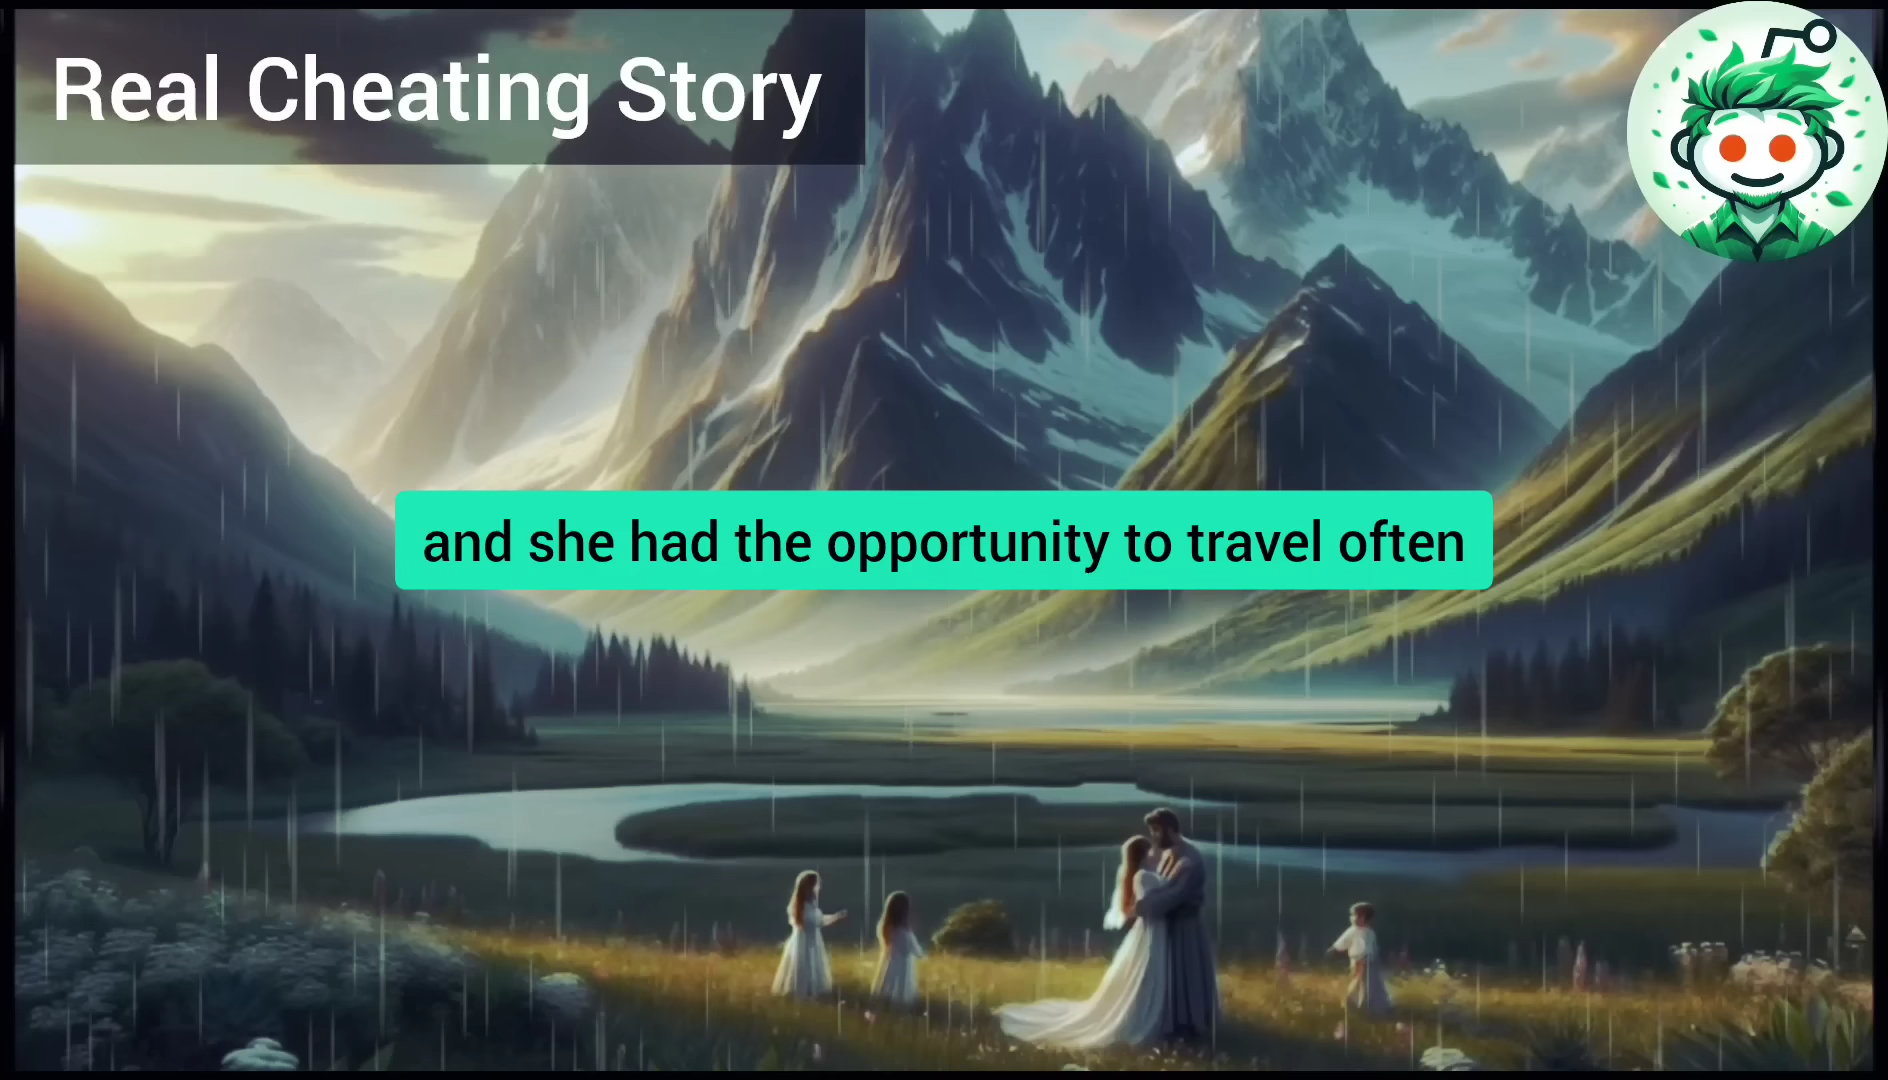 Real Cheating Story
and she had the opportunity to travel often